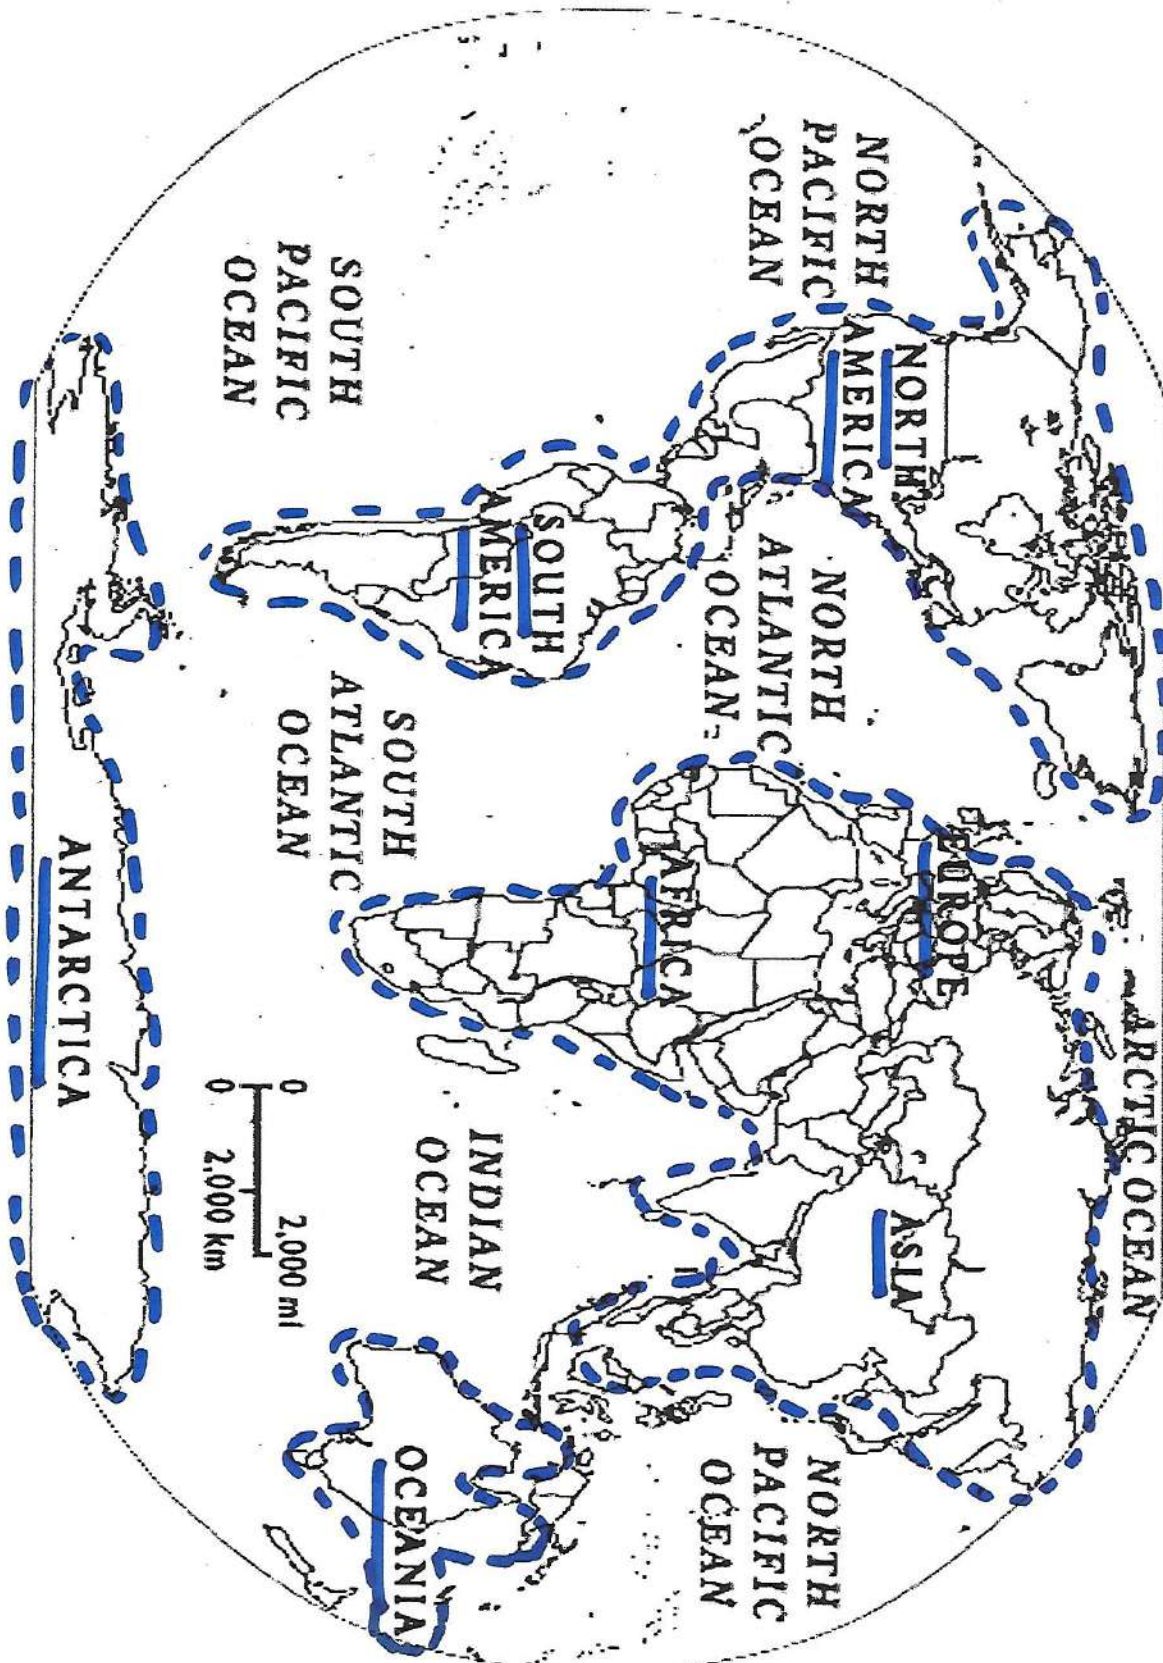 ARCTIC OCEAN
NORTH
PACIFIC
OCEAN
NORTH
AMERICA
NORTH
ATLANTIC
OCEAN
EUROPE
ASIA
NORTH
PACIFIC
OCEAN
AFRICA
SOUTH
AMERICA
SOUTH
PACIFIC
OCEAN
SOUTH
ATLANTIC
OCEAN
INDIAN
OCEAN
OCEANIA
0 2,000 mi
0 2,000 km
ANTARCTICA